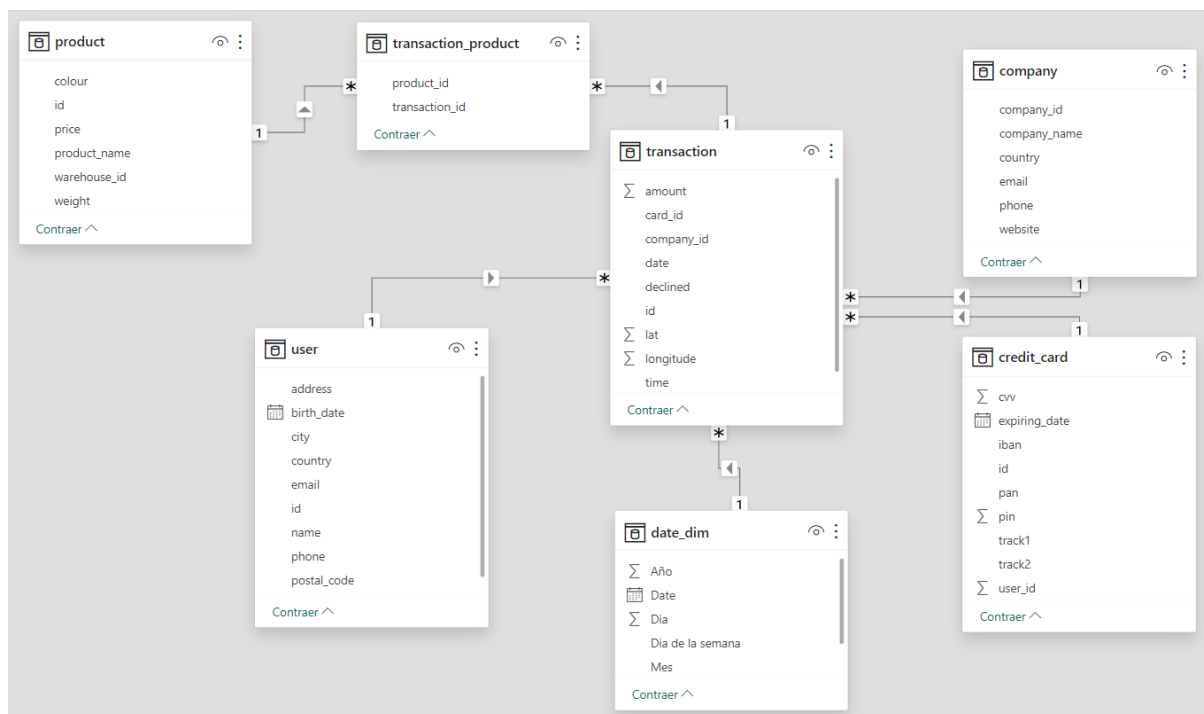 product
colour
id
price
product_name
warehouse_id
weight
Contraer
1
*
transaction_product
product_id
transaction_id
Contraer
*
1
transaction
Σ amount
card_id
company_id
date
declined
id
Σ lat
Σ longitude
time
Contraer
company
company_id
company_name
country
email
phone
website
Contraer
1
*
*
1
*
1
user
address
birth_date
city
country
email
id
name
phone
postal_code
Contraer
*
1
date_dim
Σ Año
Date
Σ Dia
Dia de la semana
Mes
Contraer
credit_card
Σ cvv
expiring_date
iban
id
pan
Σ pin
track1
track2
Σ user_id
Contraer